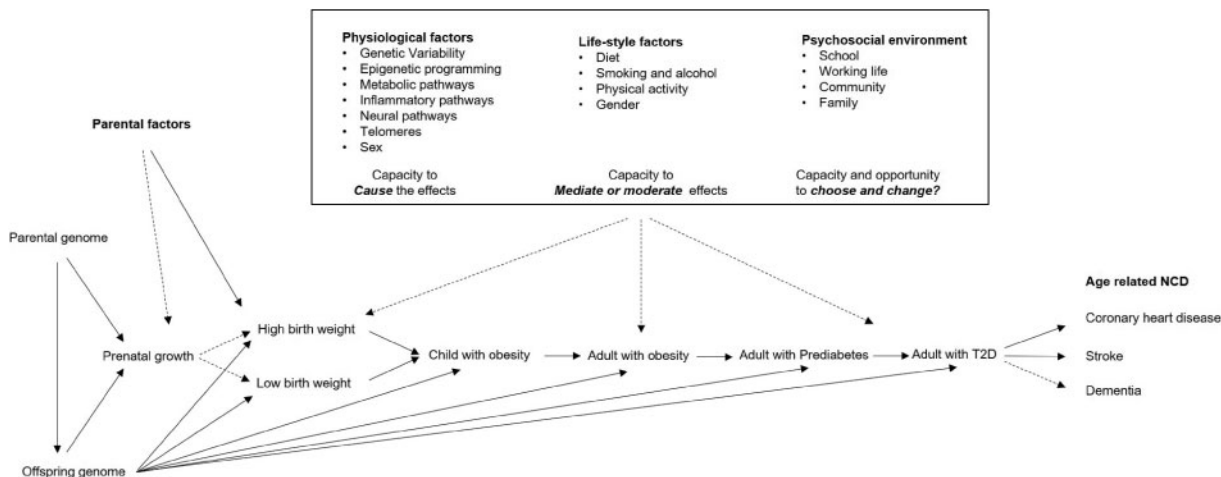 Physiological factors
• Genetic Variability
• Epigenetic programming
• Metabolic pathways
• Inflammatory pathways
• Neural pathways
• Telomeres
• Sex
Capacity to
Cause the effects
Life-style factors
• Diet
• Smoking and alcohol
• Physical activity
• Gender
Capacity to
Mediate or moderate effects
Psychosocial environment
• School
• Working life
• Community
• Family
Capacity and opportunity
to choose and change?
Parental factors
Parental genome
Prenatal growth
Offspring genome
High birth weight
Low birth weight
Child with obesity
Adult with obesity
Adult with Prediabetes
Adult with T2D
Age related NCD
Coronary heart disease
Stroke
Dementia